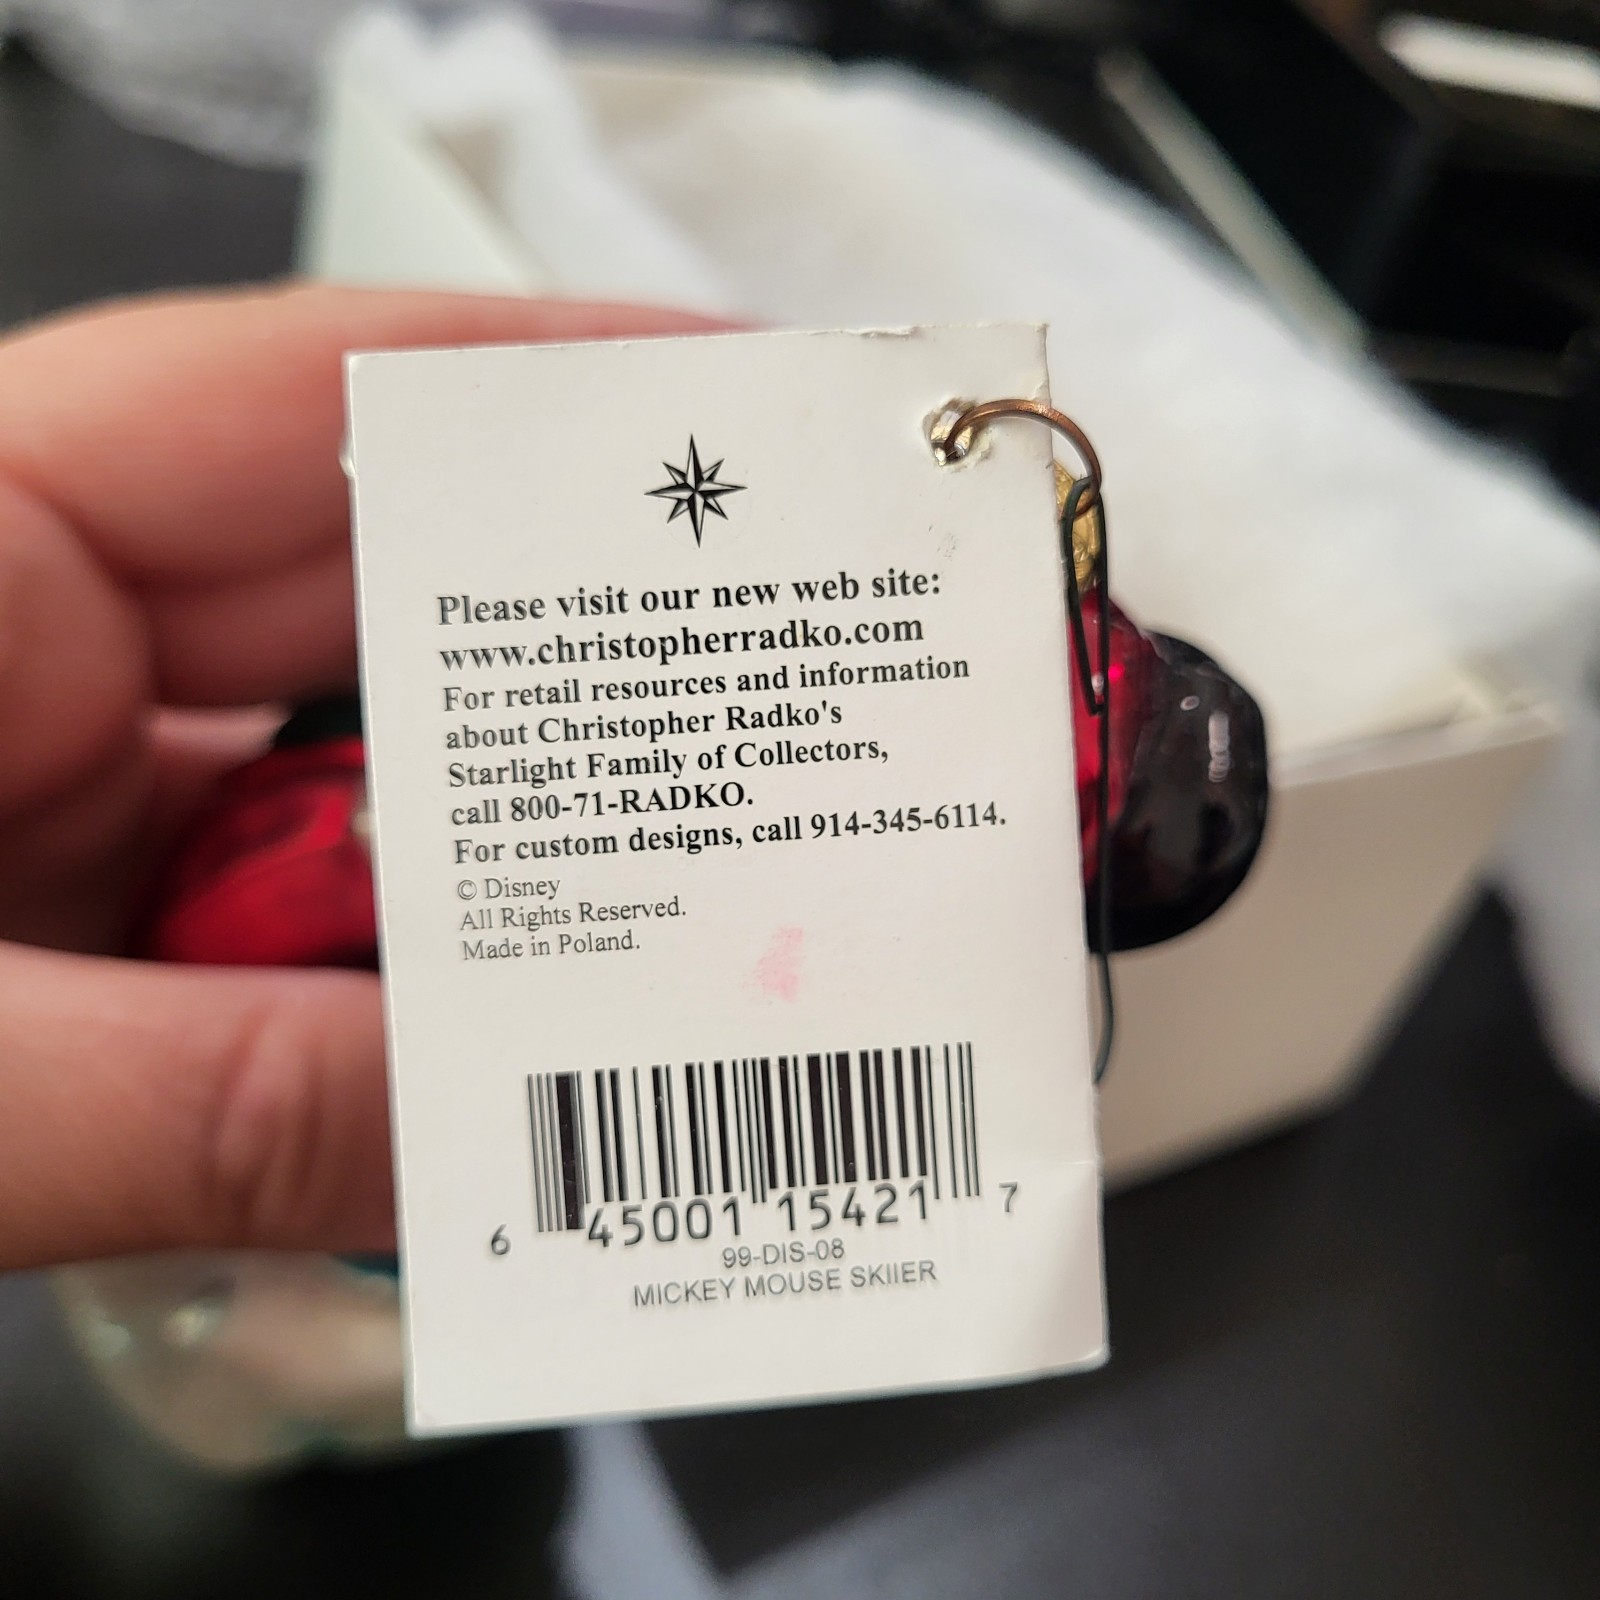 Please visit our new web site:
www.christopherradko.com
For retail resources and information
about Christopher Radko's
Starlight Family of Collectors,
call 800-71-RADKO.
For custom designs, call 914-345-6114.
© Disney
All Rights Reserved.
Made in Poland.
6 45001 15421 7
99-DIS-08
MICKEY MOUSE SKIIER